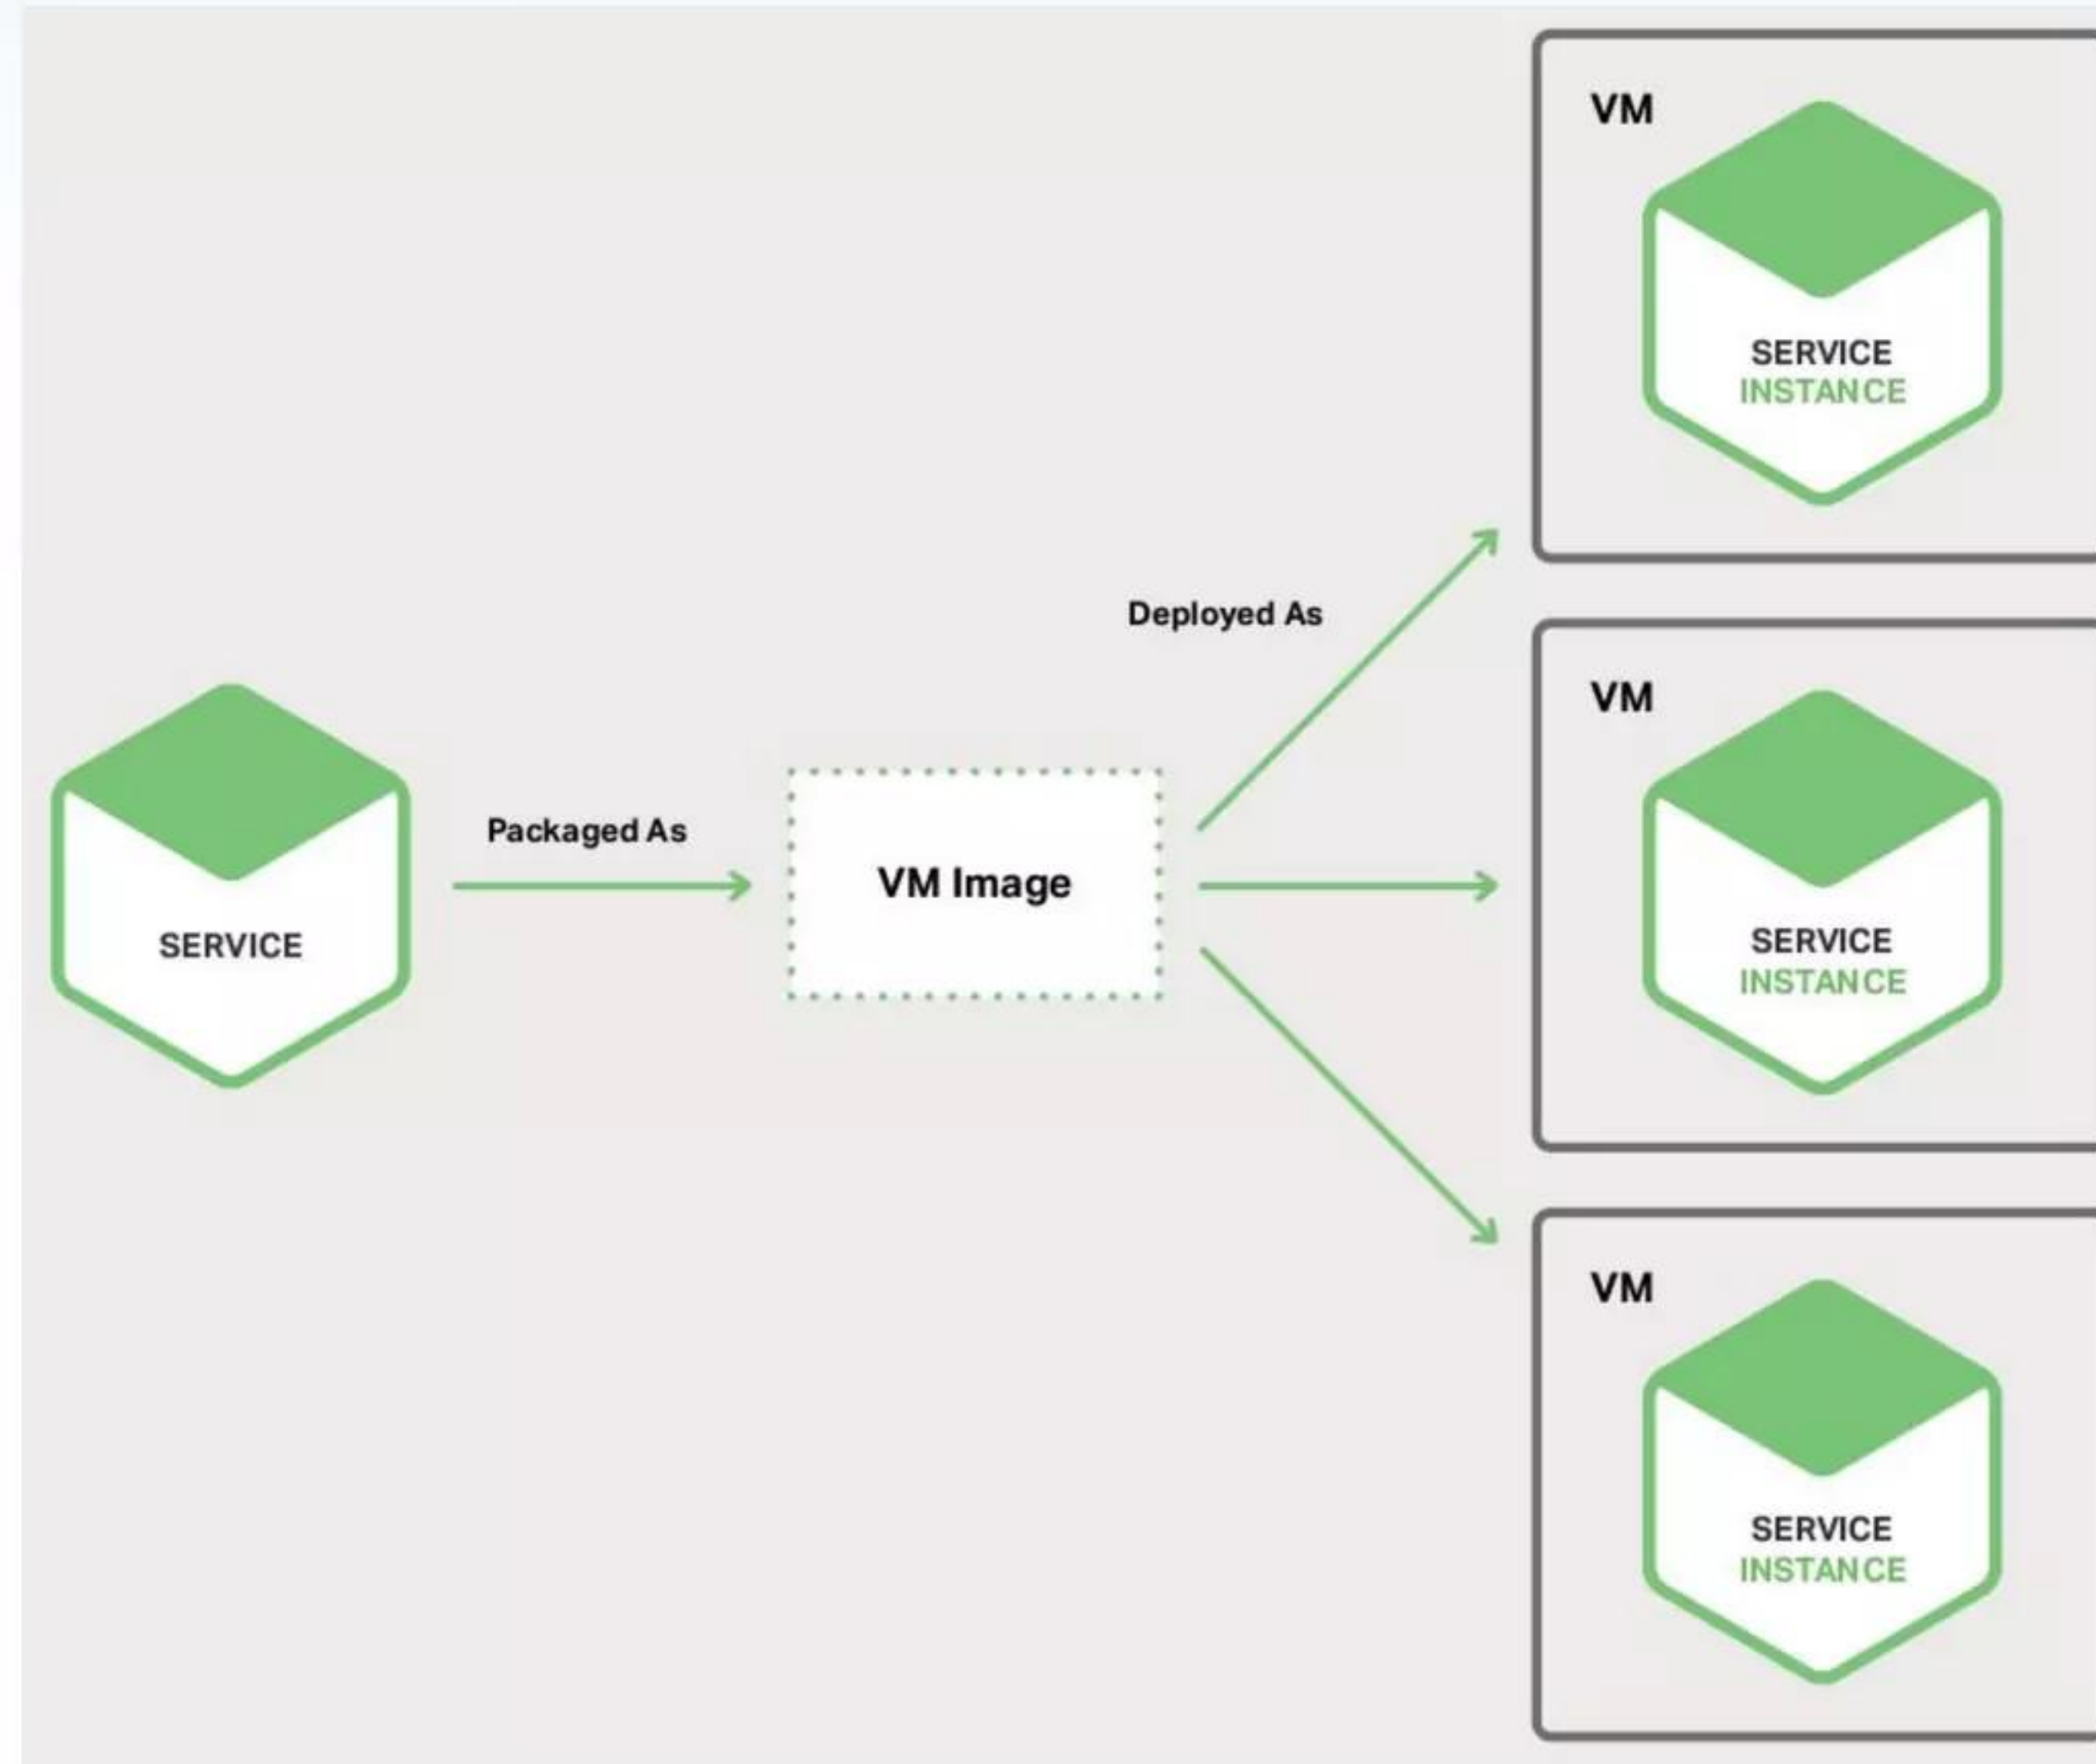 VM
SERVICE
INSTANCE
Deployed As
VM
Packaged As
VM Image
SERVICE
SERVICE
INSTANCE
VM
SERVICE
INSTANCE